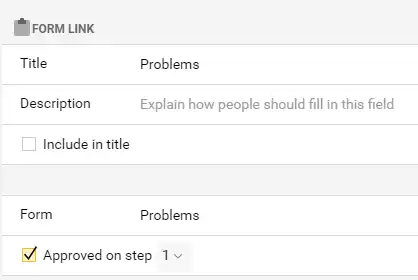 FORM LINK
Title Problems
Description Explain how people should fill in this field
Include in title
Form Problems
Approved on step 1